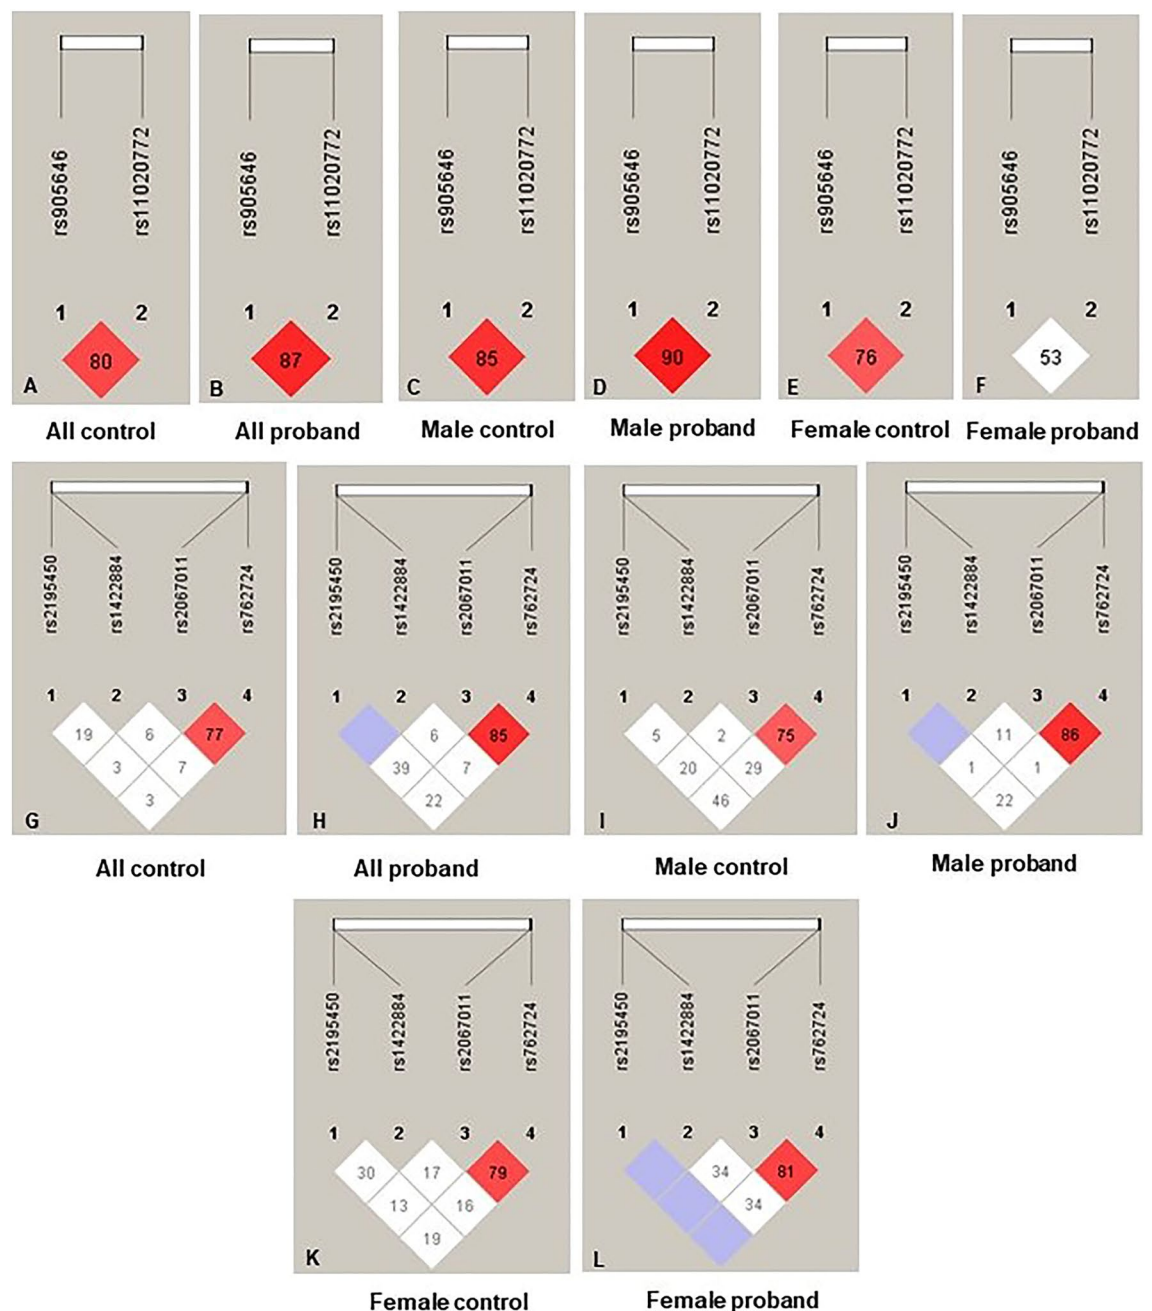 rs905646 rs11020772 rs905646 rs11020772 rs905646 rs11020772 rs905646 rs11020772 rs905646 rs11020772 rs905646 rs11020772
1 2 1 2 1 2 1 2 1 2 1 2
80 87 85 90 76 53
A B C D E F
All control All proband Male control Male proband Female control Female proband
rs2195450 rs1422884 rs2067011 rs762724 rs2195450 rs1422884 rs2067011 rs762724 rs2195450 rs1422884 rs2067011 rs762724 rs2195450 rs1422884 rs2067011 rs762724
1 2 3 4 1 2 3 4 1 2 3 4 1 2 3 4
19 6 77 6 85 5 2 75 11 86
3 7 39 7 20 29 1 1
3 22 46 22
G H I J
All control All proband Male control Male proband
rs2195450 rs1422884 rs2067011 rs762724 rs2195450 rs1422884 rs2067011 rs762724
1 2 3 4 1 2 3 4
30 17 79 34 81
13 16 34
19
K L
Female control Female proband